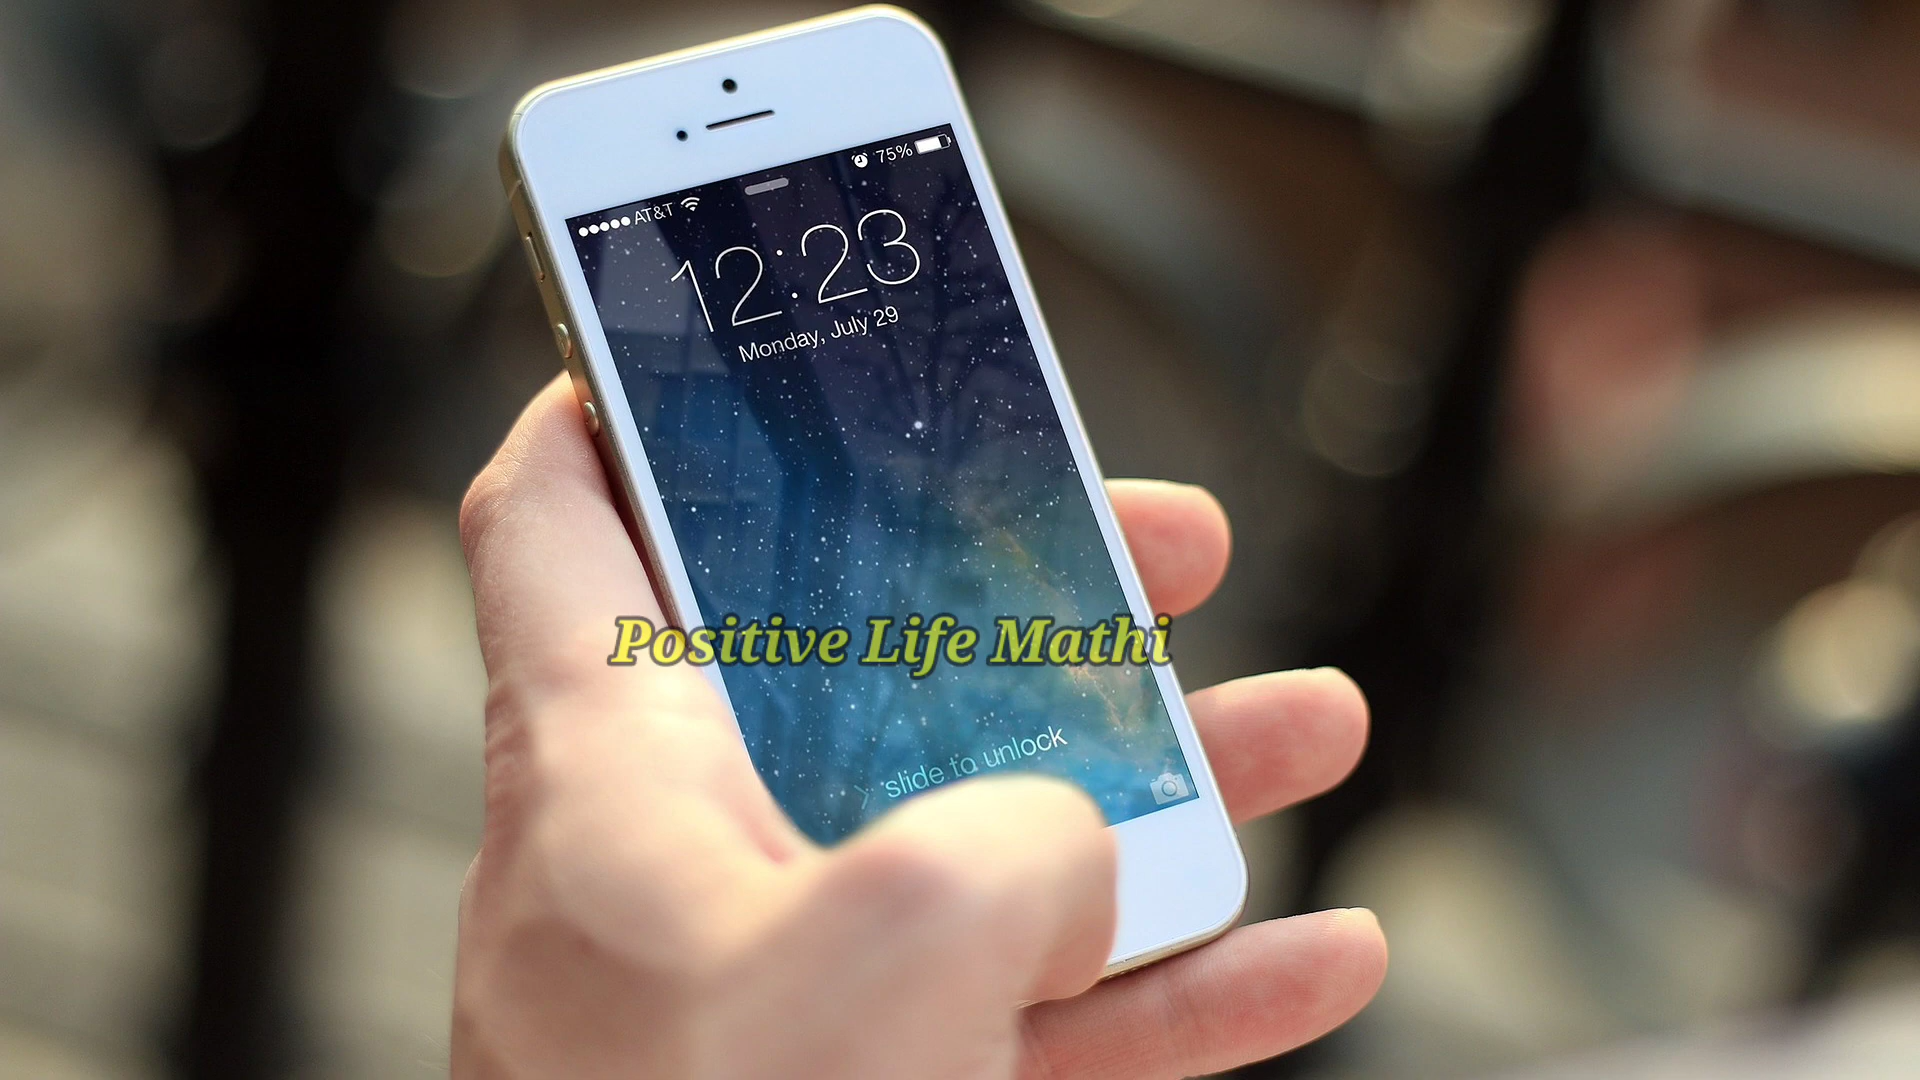 75%
AT&T
12:23
Monday, July 29
Positive Life Mathi
> slide to unlock